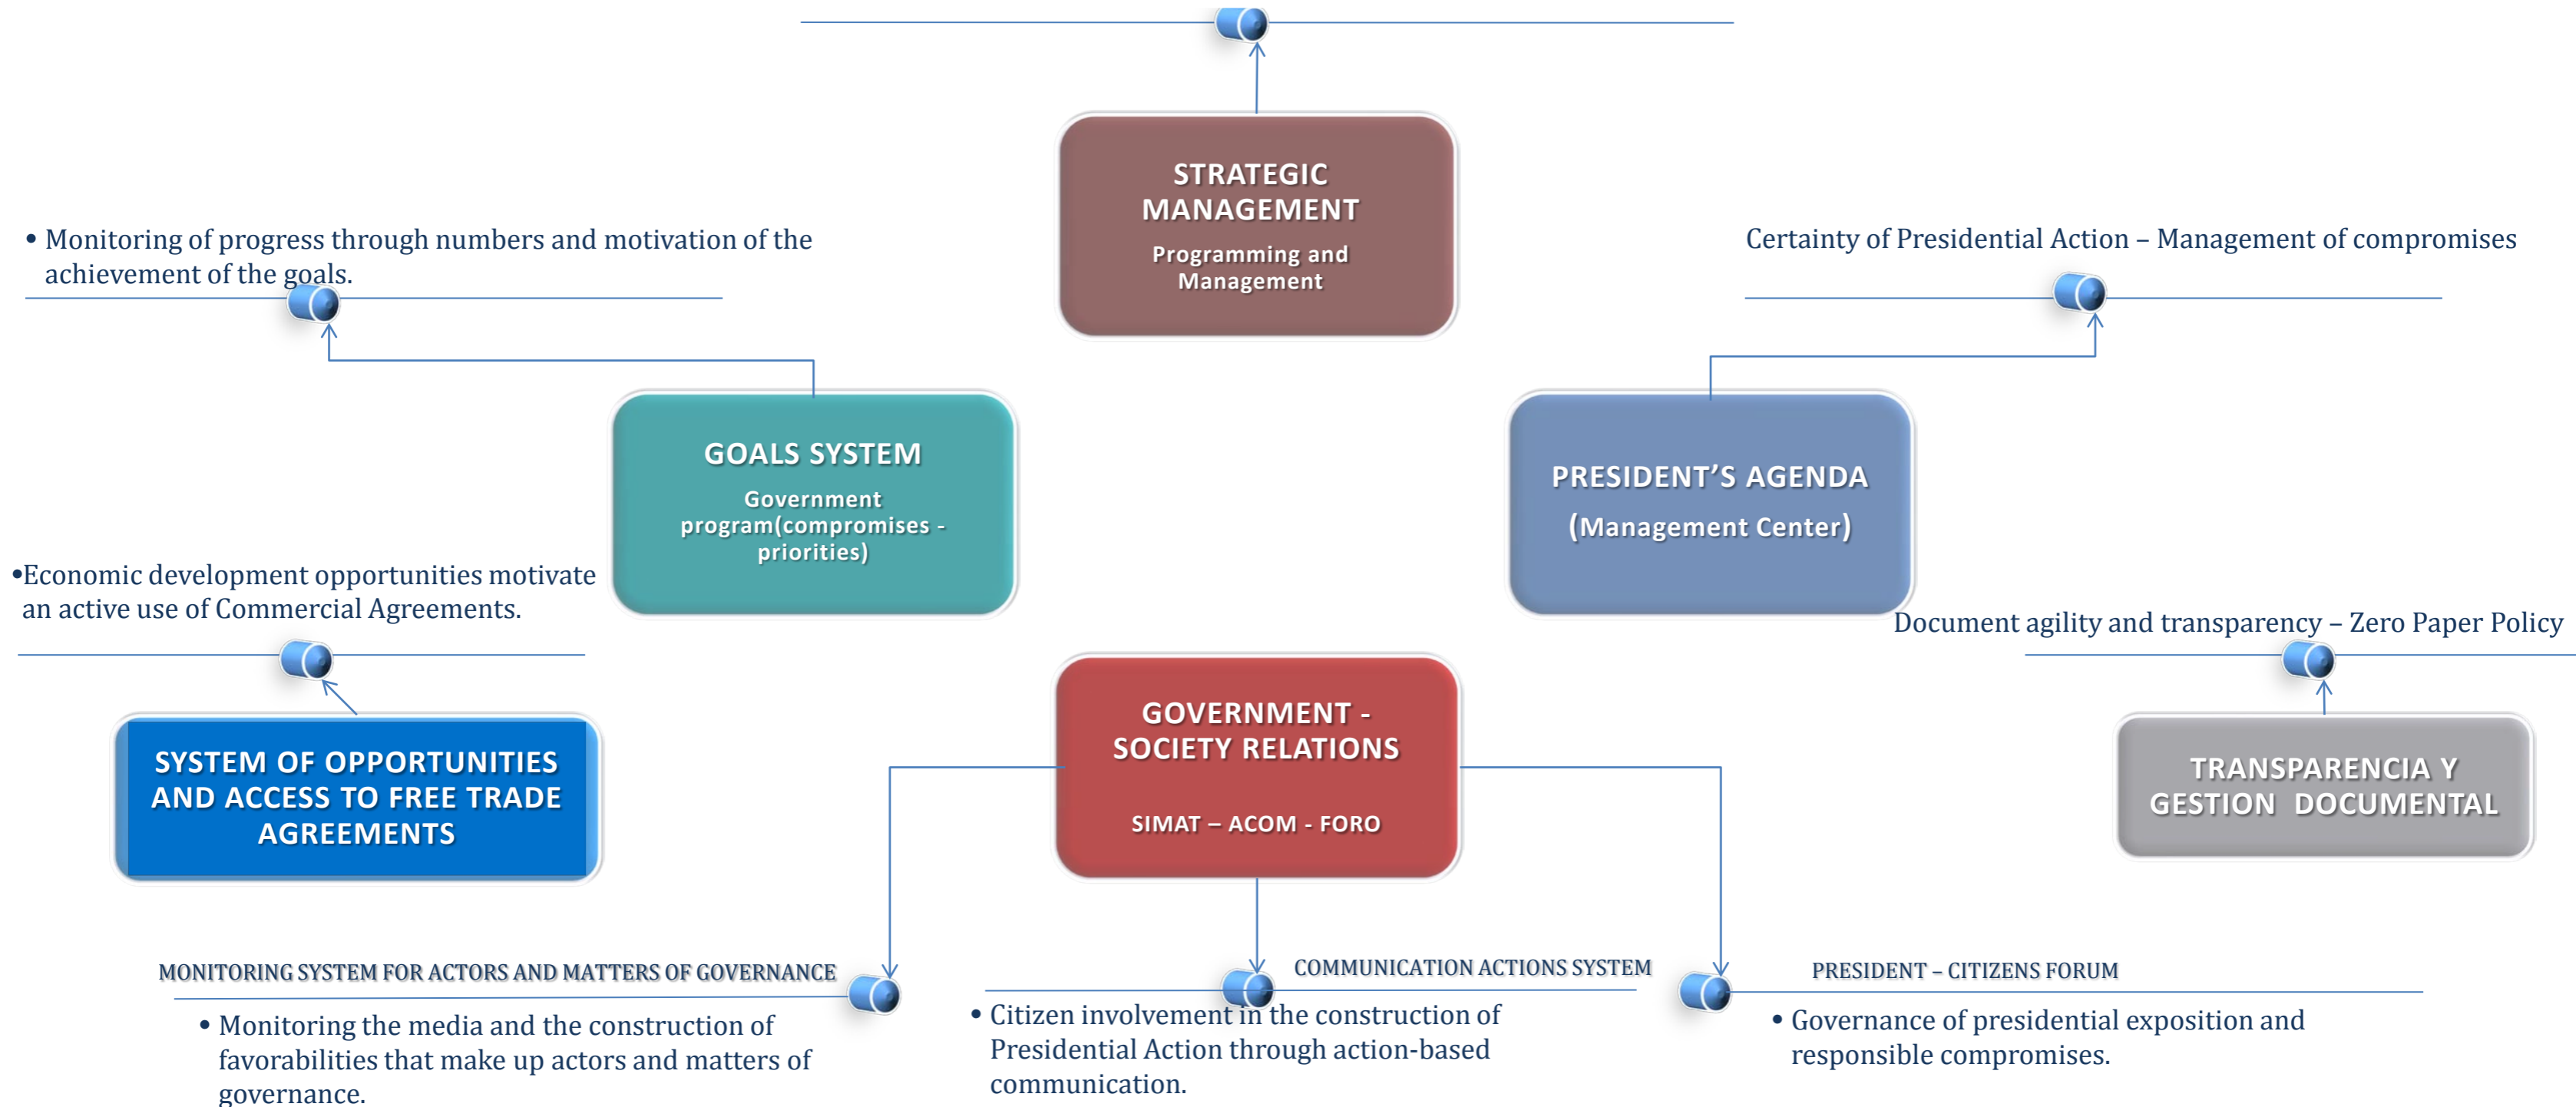 STRATEGIC
MANAGEMENT
Programming and
Management
• Monitoring of progress through numbers and motivation of the
achievement of the goals.
Certainty of Presidential Action – Management of compromises
GOALS SYSTEM
Government
program(compromises -
priorities)
PRESIDENT’S AGENDA
(Management Center)
•Economic development opportunities motivate
an active use of Commercial Agreements.
Document agility and transparency – Zero Paper Policy
SYSTEM OF OPPORTUNITIES
AND ACCESS TO FREE TRADE
AGREEMENTS
GOVERNMENT -
SOCIETY RELATIONS
SIMAT – ACOM - FORO
TRANSPARENCIA Y
GESTION DOCUMENTAL
MONITORING SYSTEM FOR ACTORS AND MATTERS OF GOVERNANCE
• Monitoring the media and the construction of
favorabilities that make up actors and matters of
governance.
COMMUNICATION ACTIONS SYSTEM
• Citizen involvement in the construction of
Presidential Action through action-based
communication.
PRESIDENT – CITIZENS FORUM
• Governance of presidential exposition and
responsible compromises.